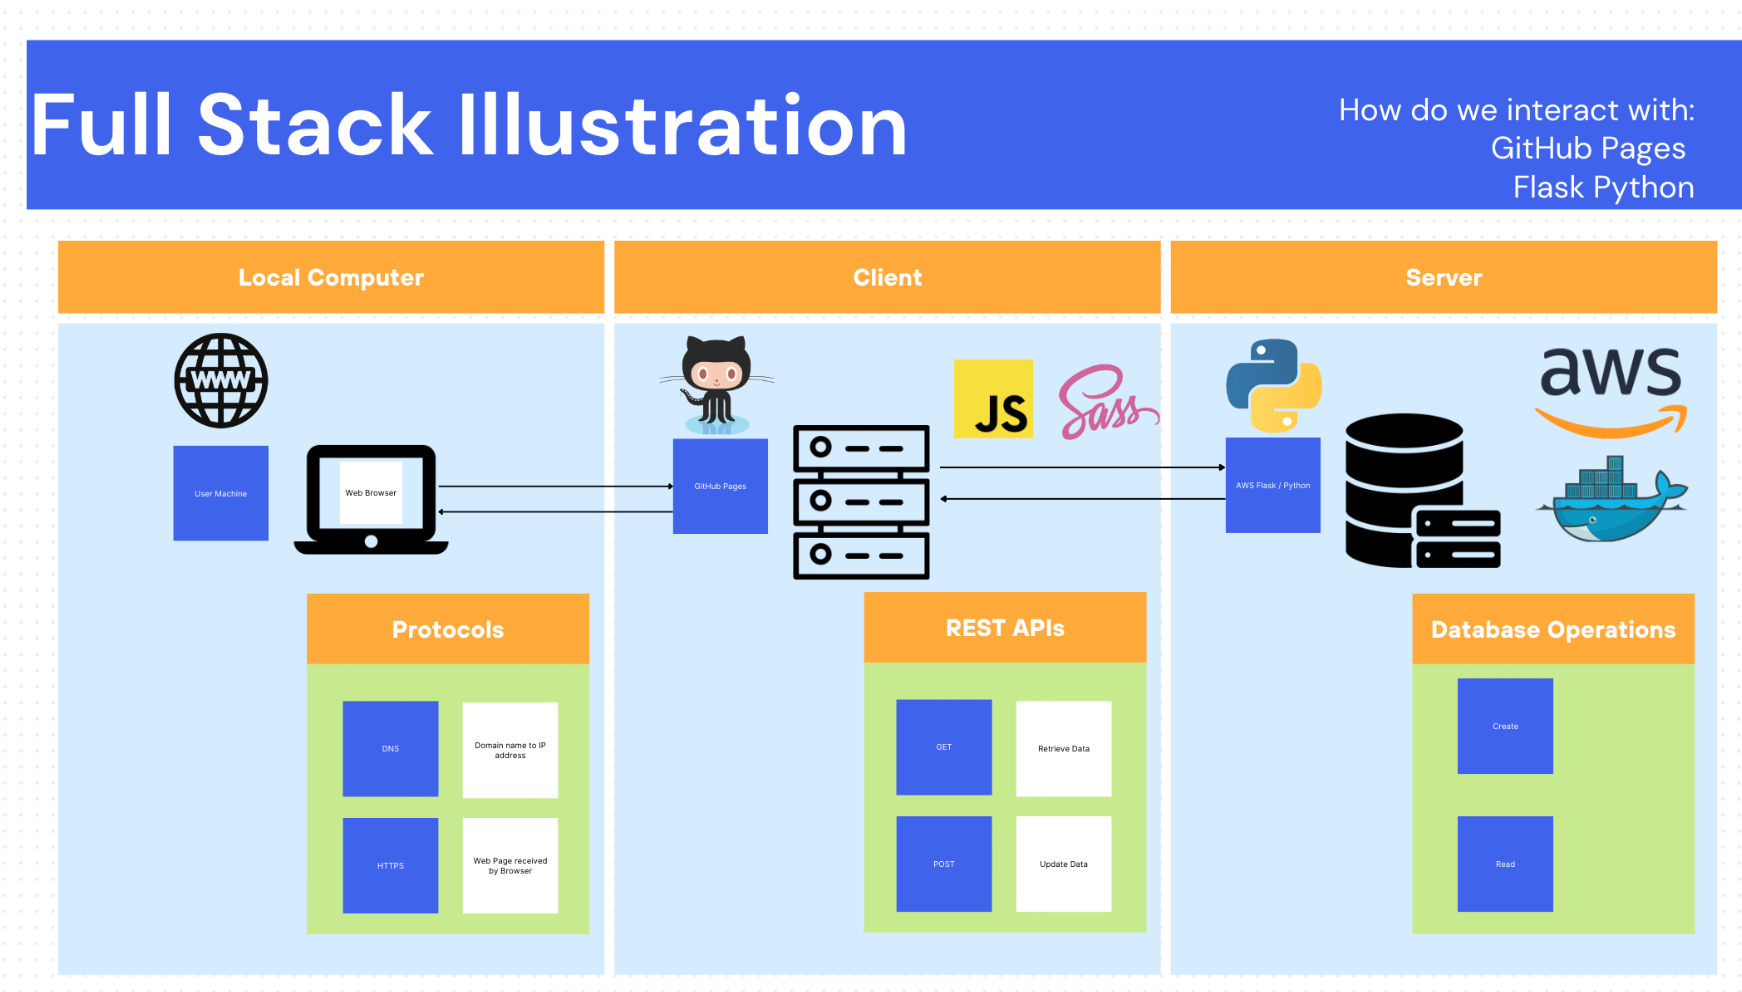 Full Stack Illustration
How do we interact with:
GitHub Pages
Flask Python
Local Computer
Client
Server
WWW
User Machine
Web Browser
GitHub Pages
JS
Sass
AWS Flask / Python
aws
Protocols
DNS
Domain name to IP
address
HTTPS
Web Page received
by Browser
REST APIs
GET
Retrieve Data
POST
Update Data
Database Operations
Create
Read